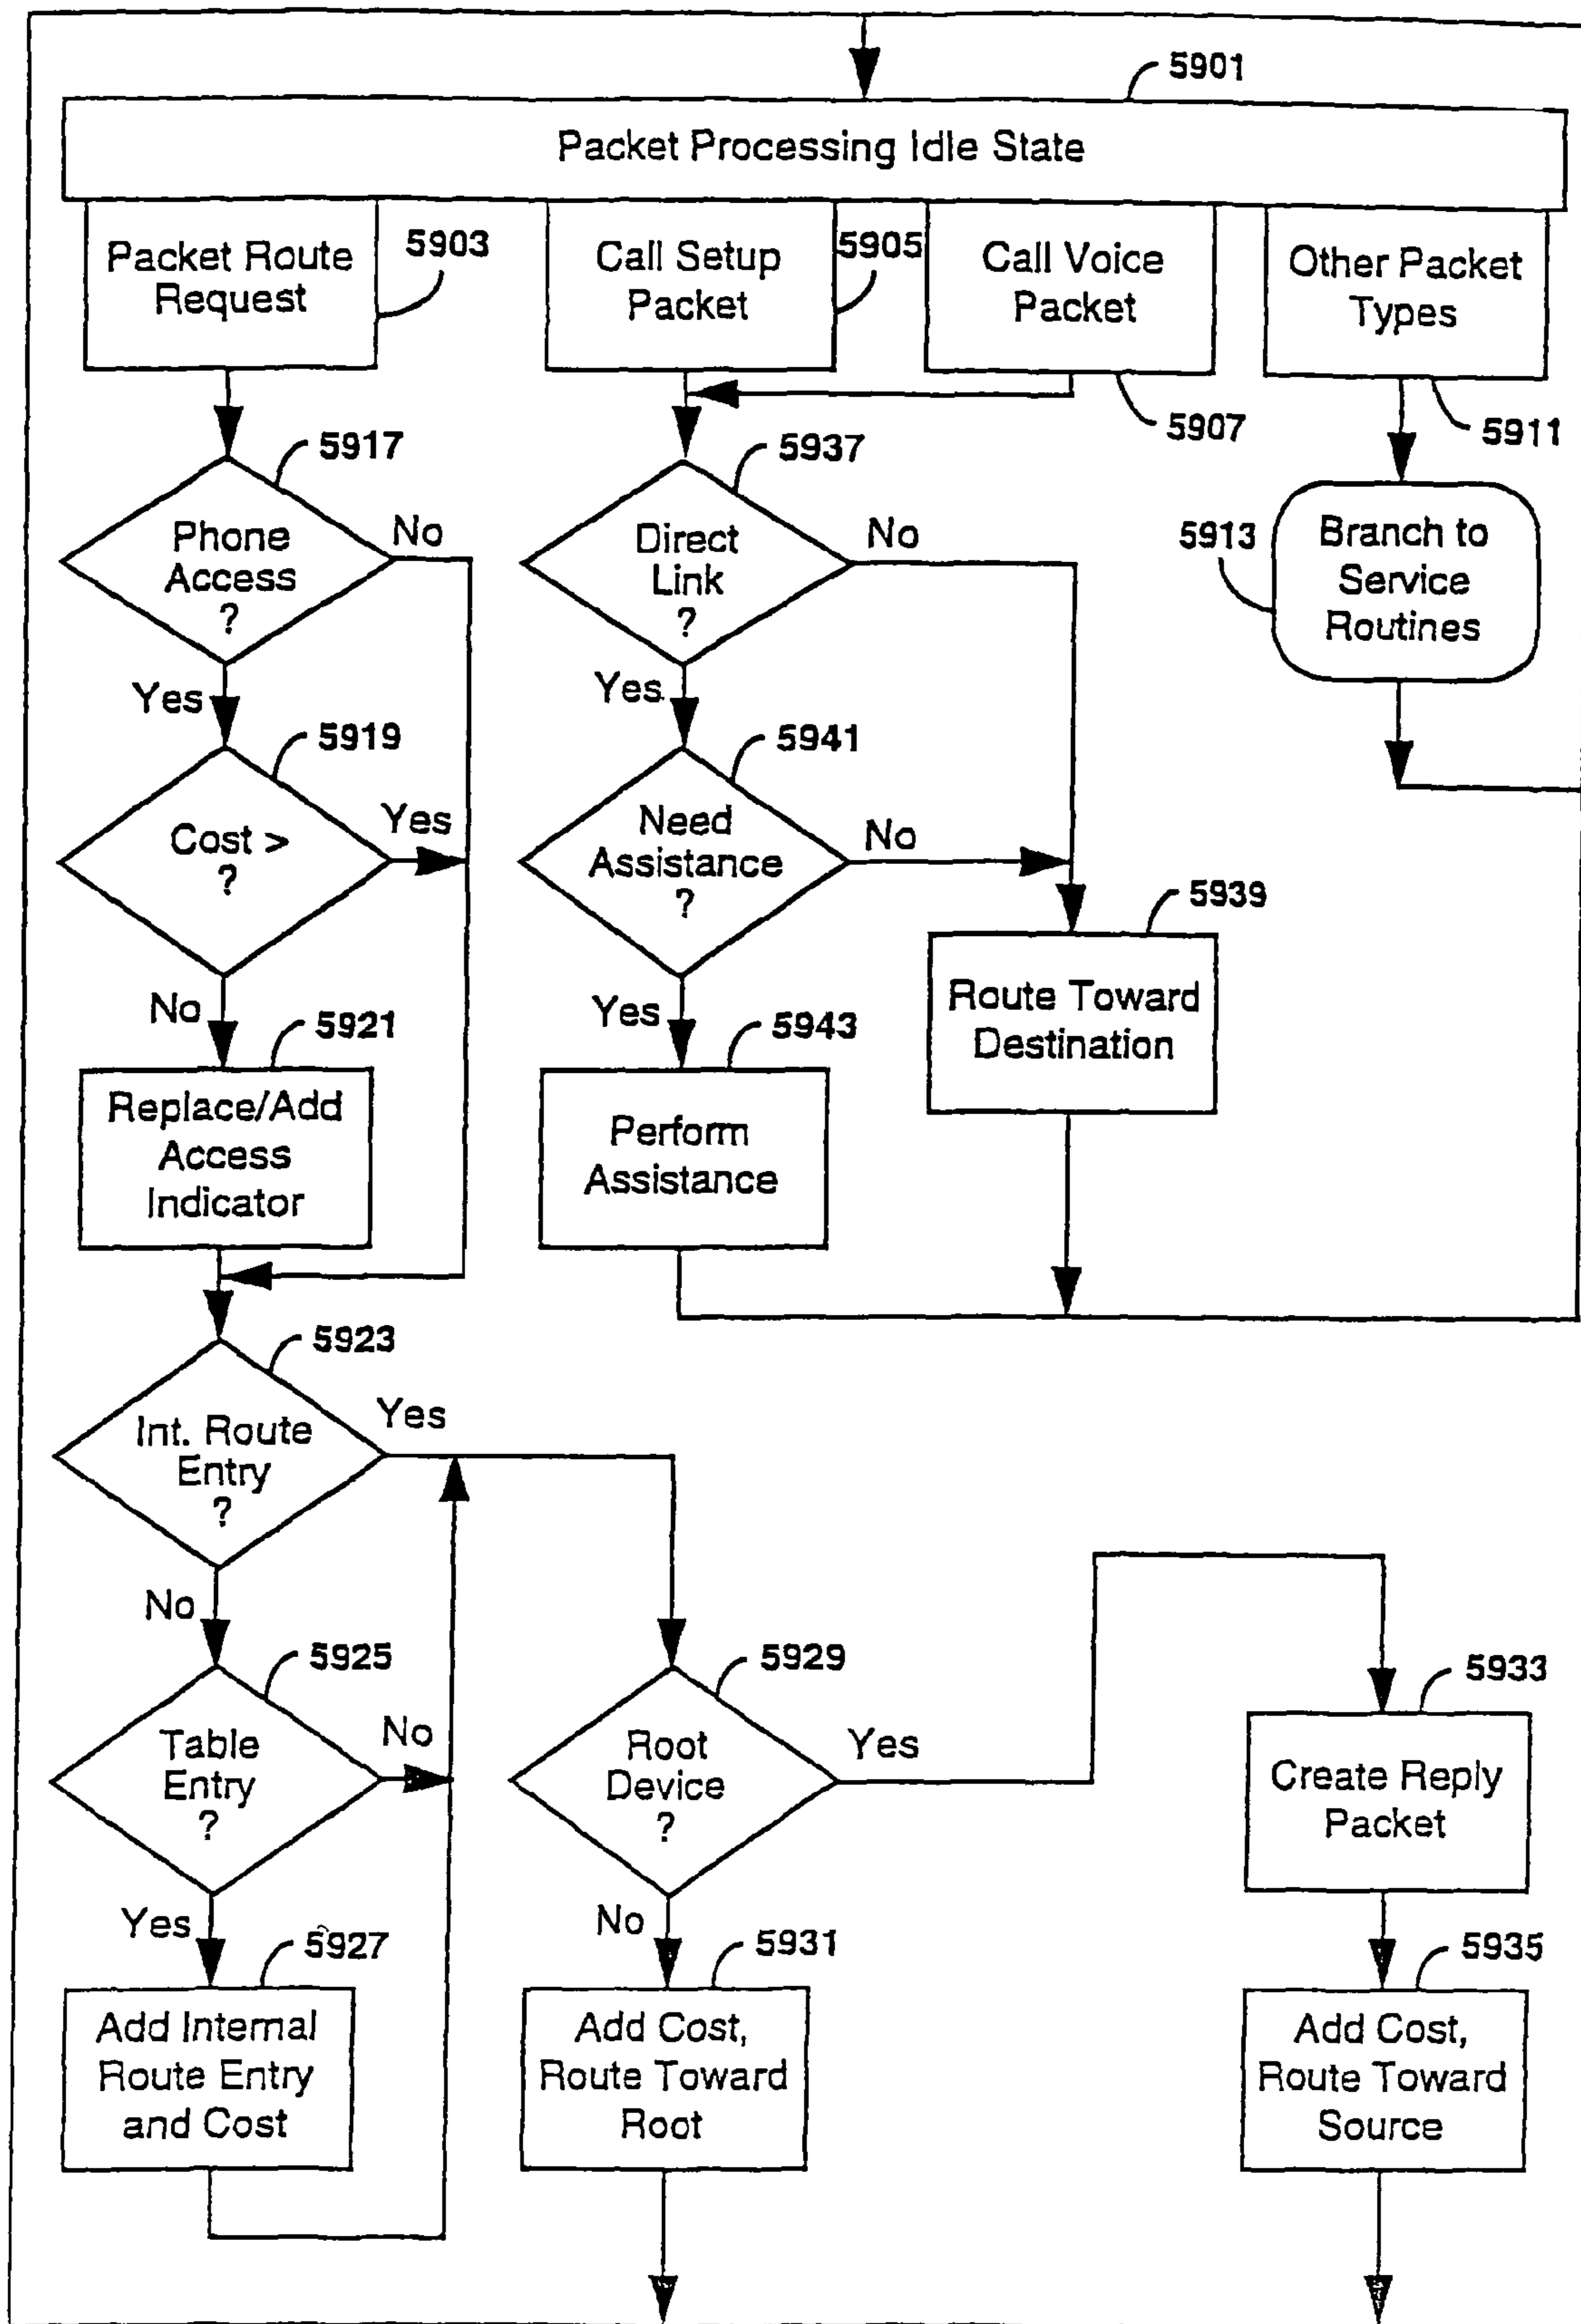 5901
Packet Processing Idle State
Packet Route
Request
5903
Call Setup
Packet
5905
Call Voice
Packet
5907
Other Packet
Types
5911
5917
Phone
Access
?
No
Yes
5937
Direct
Link
?
No
Yes
5913
Branch to
Service
Routines
5919
Cost >
?
Yes
No
5941
Need
Assistance
?
No
Yes
5939
Route Toward
Destination
5921
Replace/Add
Access
Indicator
5943
Perform
Assistance
5923
Int. Route
Entry
?
Yes
No
5925
Table
Entry
?
No
Yes
5929
Root
Device
?
Yes
No
5933
Create Reply
Packet
5927
Add Internal
Route Entry
and Cost
5931
Add Cost,
Route Toward
Root
5935
Add Cost,
Route Toward
Source